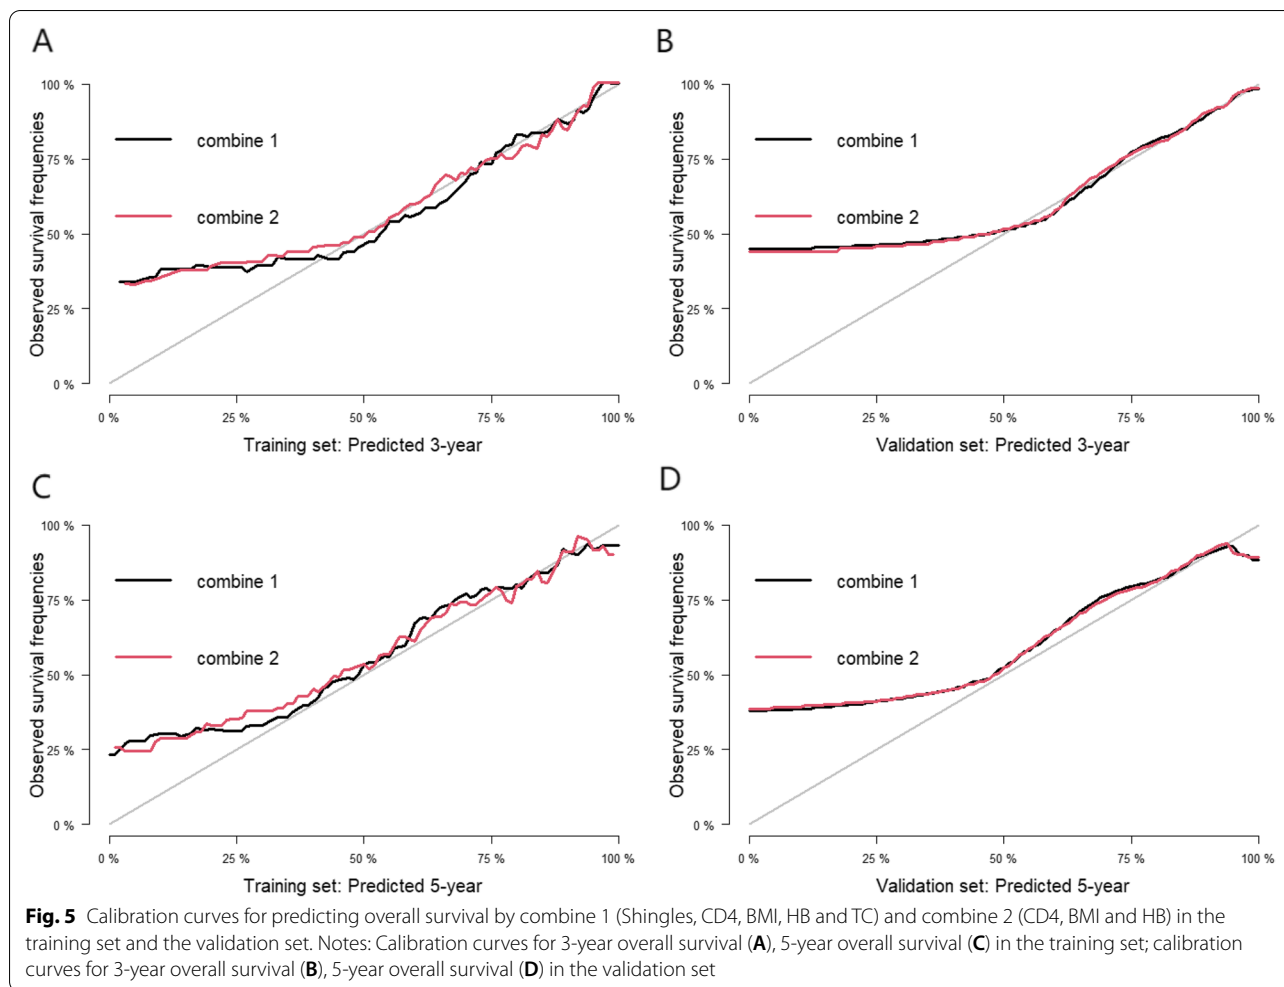 A
Observed survival frequencies
100 %
75 %
50 %
25 %
0 %
combine 1
combine 2
0 %
25 %
50 %
75 %
100 %
Training set: Predicted 3-year
B
Observed survival frequencies
100 %
75 %
50 %
25 %
0 %
combine 1
combine 2
0 %
25 %
50 %
75 %
100 %
Validation set: Predicted 3-year
C
Observed survival frequencies
100 %
75 %
50 %
25 %
0 %
combine 1
combine 2
0 %
25 %
50 %
75 %
100 %
Training set: Predicted 5-year
D
Observed survival frequencies
100 %
75 %
50 %
25 %
0 %
combine 1
combine 2
0 %
25 %
50 %
75 %
100 %
Validation set: Predicted 5-year
Fig. 5 Calibration curves for predicting overall survival by combine 1 (Shingles, CD4, BMI, HB and TC) and combine 2 (CD4, BMI and HB) in the
training set and the validation set. Notes: Calibration curves for 3-year overall survival (A), 5-year overall survival (C) in the training set; calibration
curves for 3-year overall survival (B), 5-year overall survival (D) in the validation set